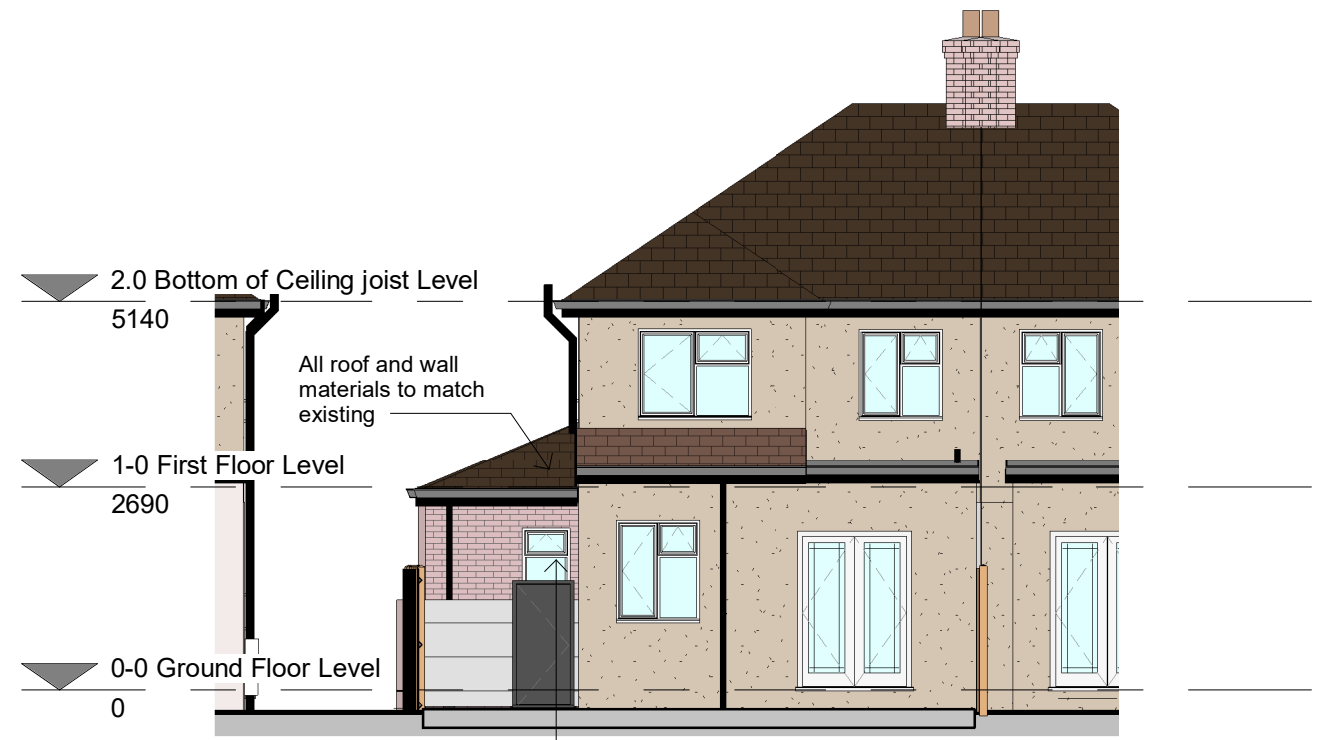 2.0 Bottom of Ceiling joist Level
5140
All roof and wall
materials to match
existing
1-0 First Floor Level
2690
0-0 Ground Floor Level
0